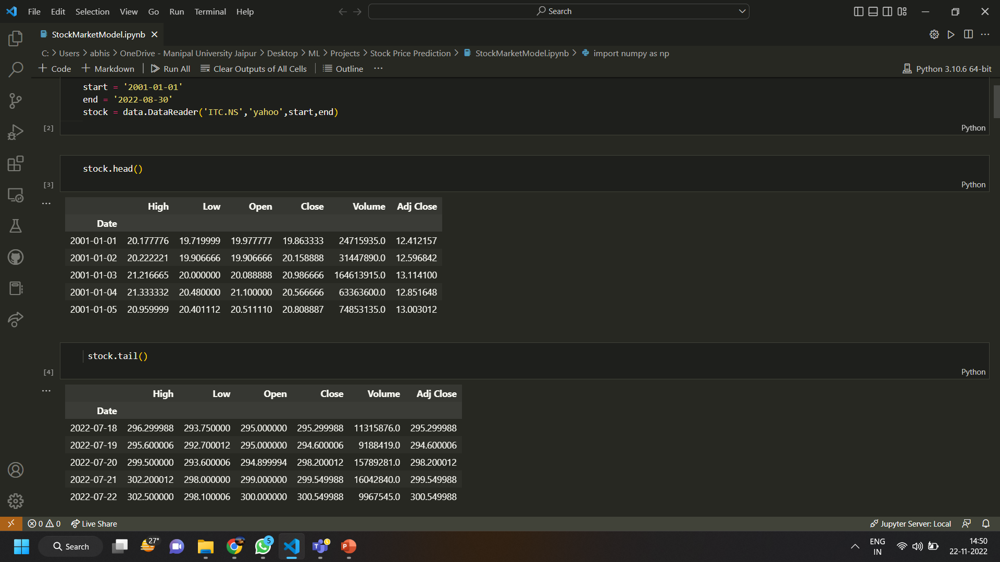 File Edit Selection View Go Run Terminal Help
Search
StockMarketModel.ipynb
C: > Users > abhis > OneDrive - Manipal University Jaipur > Desktop > ML > Projects > Stock Price Prediction > StockMarketModel.ipynb > import numpy as np
+ Code + Markdown | Run All Clear Outputs of All Cells | Outline ...
Python 3.10.6 64-bit
start = '2001-01-01'
end = '2022-08-30'
stock = data.DataReader('ITC.NS','yahoo',start,end)
[2]
Python
stock.head()
[3]
Python
...
High Low Open Close Volume Adj Close
Date
2001-01-01 20.177776 19.719999 19.977777 19.863333 24715935.0 12.412157
2001-01-02 20.222221 19.906666 19.906666 20.158888 31447890.0 12.596842
2001-01-03 21.216665 20.000000 20.088888 20.986666 164613915.0 13.114100
2001-01-04 21.333332 20.480000 21.100000 20.566666 63363600.0 12.851648
2001-01-05 20.959999 20.401112 20.511110 20.808887 74853135.0 13.003012
stock.tail()
[4]
Python
...
High Low Open Close Volume Adj Close
Date
2022-07-18 296.299988 293.750000 295.000000 295.299988 11315876.0 295.299988
2022-07-19 295.600006 292.700012 295.000000 294.600006 9188419.0 294.600006
2022-07-20 299.500000 293.600006 294.899994 298.200012 15789281.0 298.200012
2022-07-21 302.200012 298.000000 299.000000 299.549988 16042840.0 299.549988
2022-07-22 302.500000 298.100006 300.000000 300.549988 9967545.0 300.549988
0 0 Live Share
Jupyter Server: Local
Search
27°
5
P
ENG
IN
14:50
22-11-2022